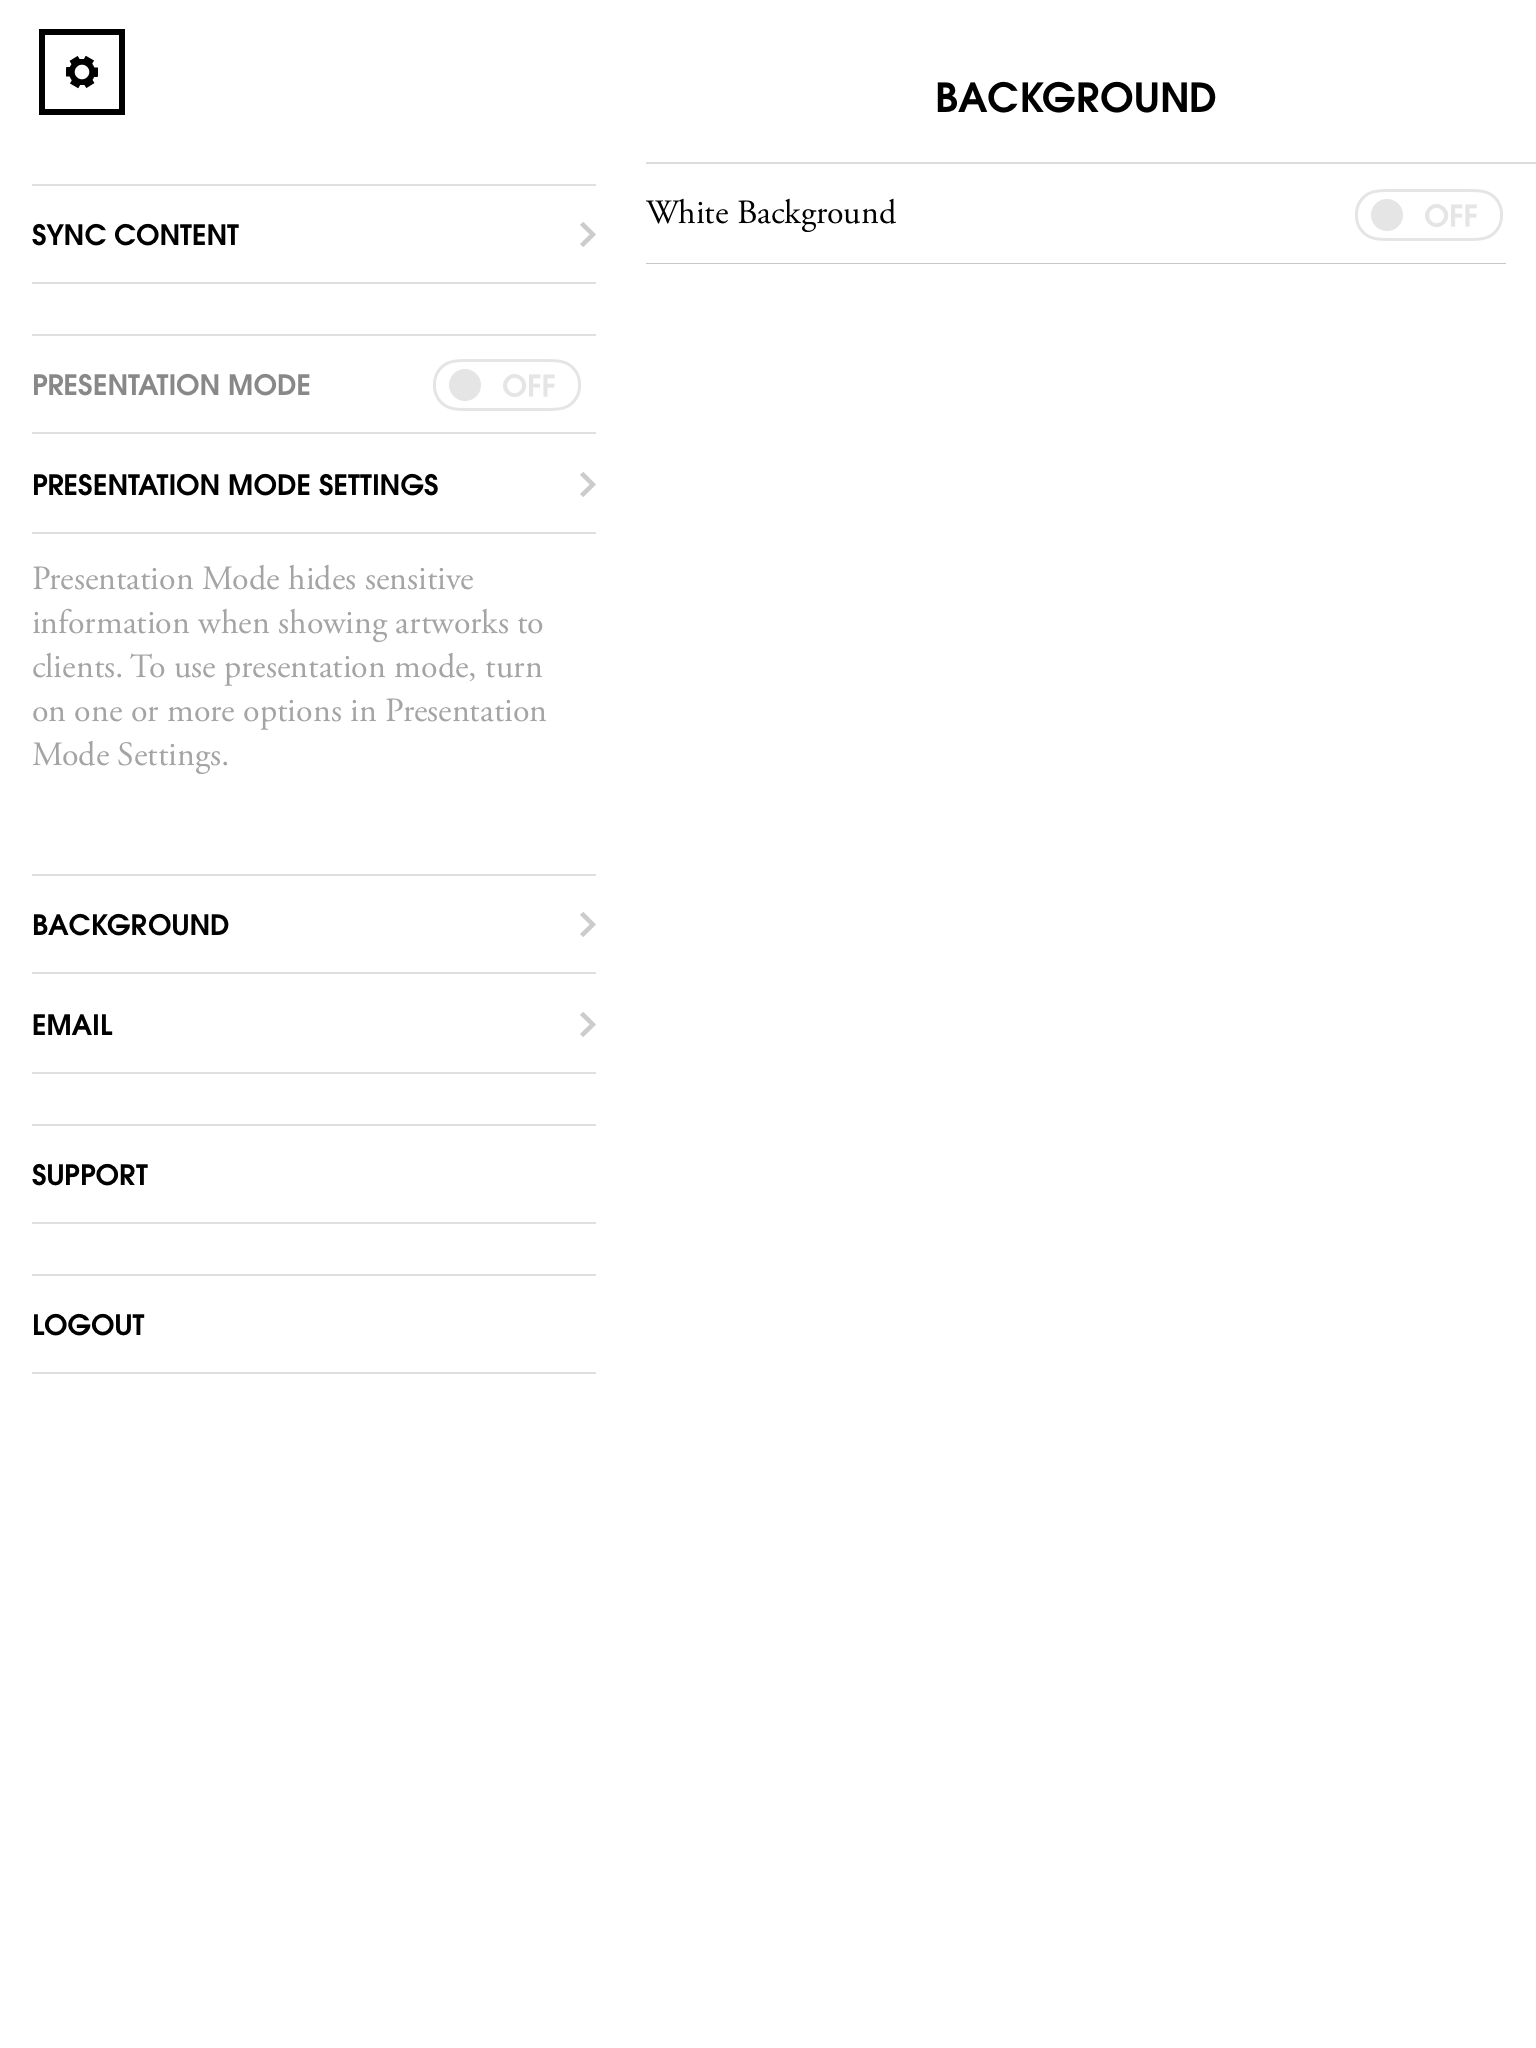 SYNC CONTENT
PRESENTATION MODE
OFF
PRESENTATION MODE SETTINGS
Presentation Mode hides sensitive
information when showing artworks to
clients. To use presentation mode, turn
on one or more options in Presentation
Mode Settings.
BACKGROUND
EMAIL
SUPPORT
LOGOUT
BACKGROUND
White Background
OFF